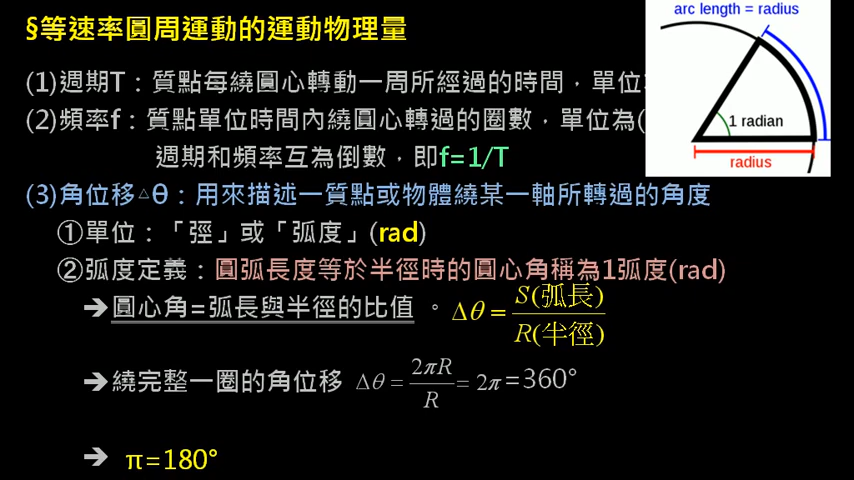 §等速率圓周運動的運動物理量
(1)週期T：質點每繞圓心轉動一周所經過的時間，單位
(2)頻率f：質點單位時間內繞圓心轉過的圈數，單位為(
週期和頻率互為倒數，即f=1/T
(3)角位移△θ：用來描述一質點或物體繞某一軸所轉過的角度
①單位：「弳」或「弧度」(rad)
②弧度定義：圓弧長度等於半徑時的圓心角稱為1弧度(rad)
➔圓心角=弧長與半徑的比值。Δθ = S(弧長)/R(半徑)
➔繞完整一圈的角位移 Δθ = 2πR/R = 2π =360°
➔ π=180°
arc length = radius
1 radian
radius